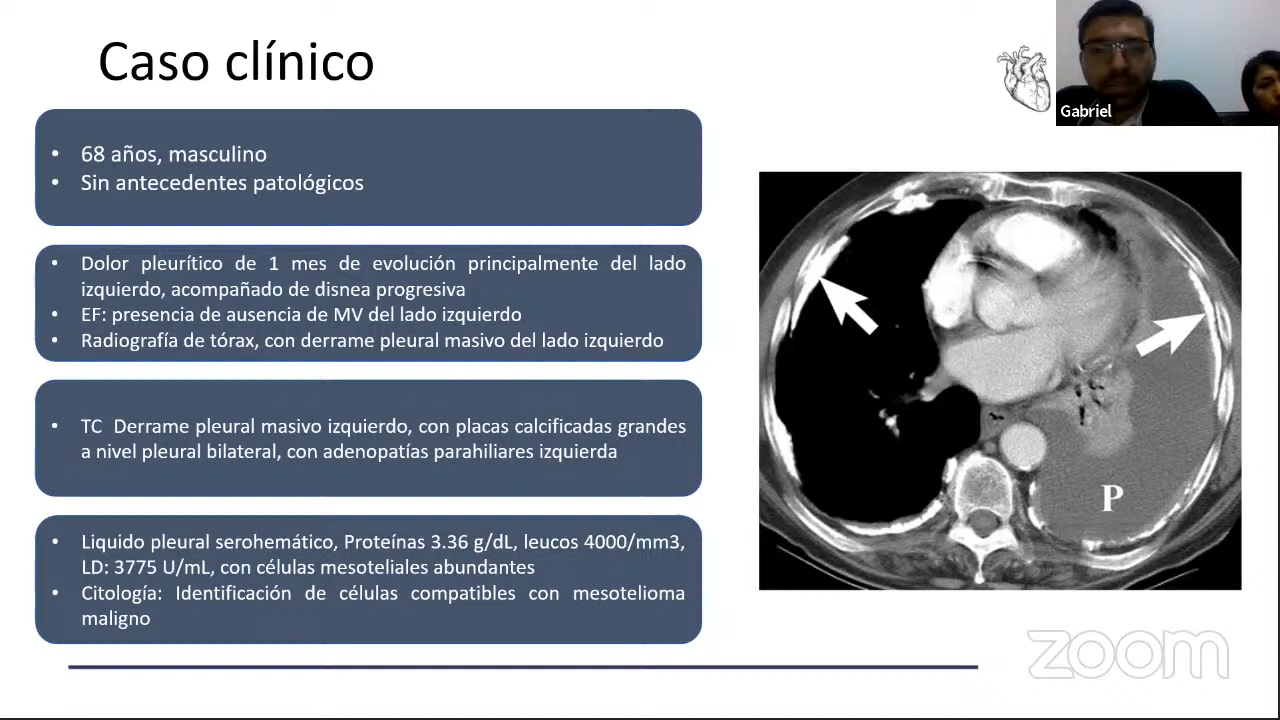 Caso clínico
Gabriel
• 68 años, masculino
• Sin antecedentes patológicos
• Dolor pleurítico de 1 mes de evolución principalmente del lado
izquierdo, acompañado de disnea progresiva
• EF: presencia de ausencia de MV del lado izquierdo
• Radiografía de tórax, con derrame pleural masivo del lado izquierdo
• TC Derrame pleural masivo izquierdo, con placas calcificadas grandes
a nivel pleural bilateral, con adenopatías parahiliares izquierda
• Liquido pleural serohemático, Proteínas 3.36 g/dL, leucos 4000/mm3,
LD: 3775 U/mL, con células mesoteliales abundantes
• Citología: Identificación de células compatibles con mesotelioma
maligno
P
zoom